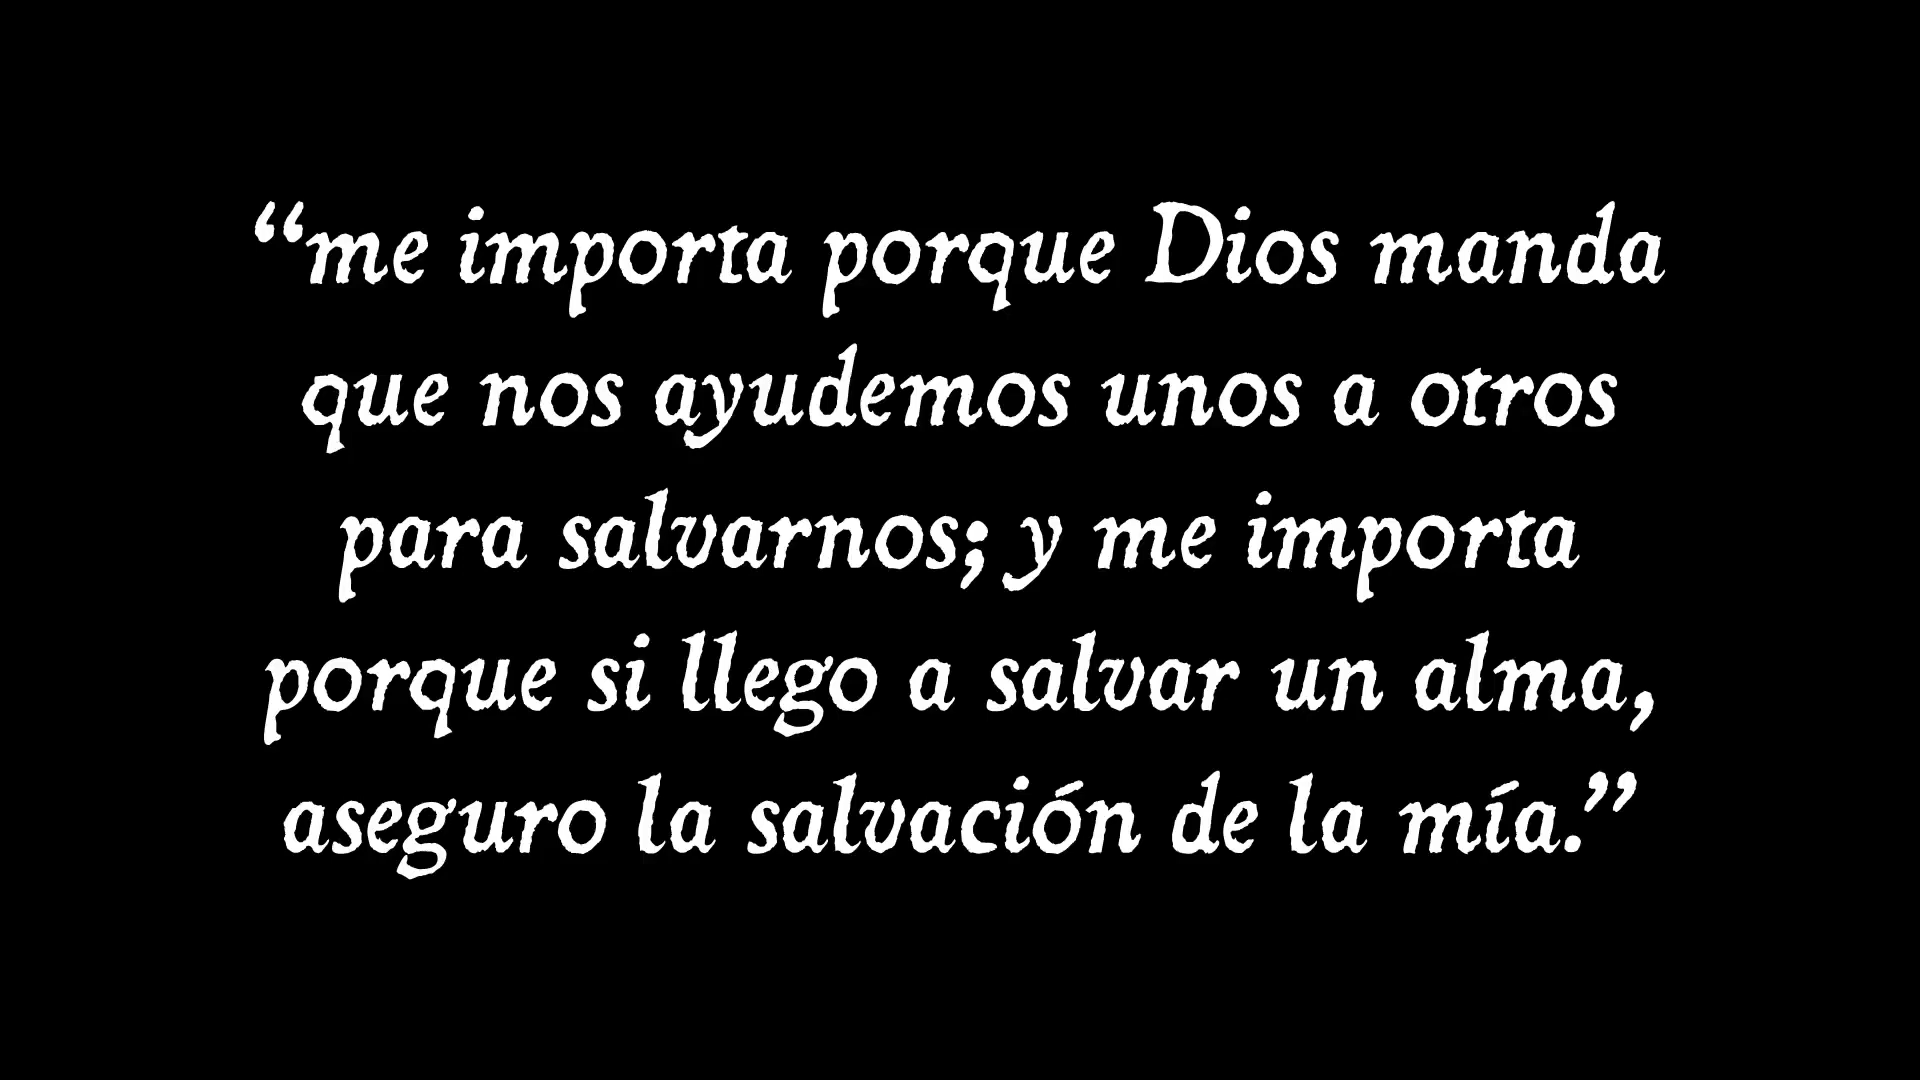 “me importa porque Dios manda
que nos ayudemos unos a otros
para salvarnos; y me importa
porque si llego a salvar un alma,
aseguro la salvación de la mía.”